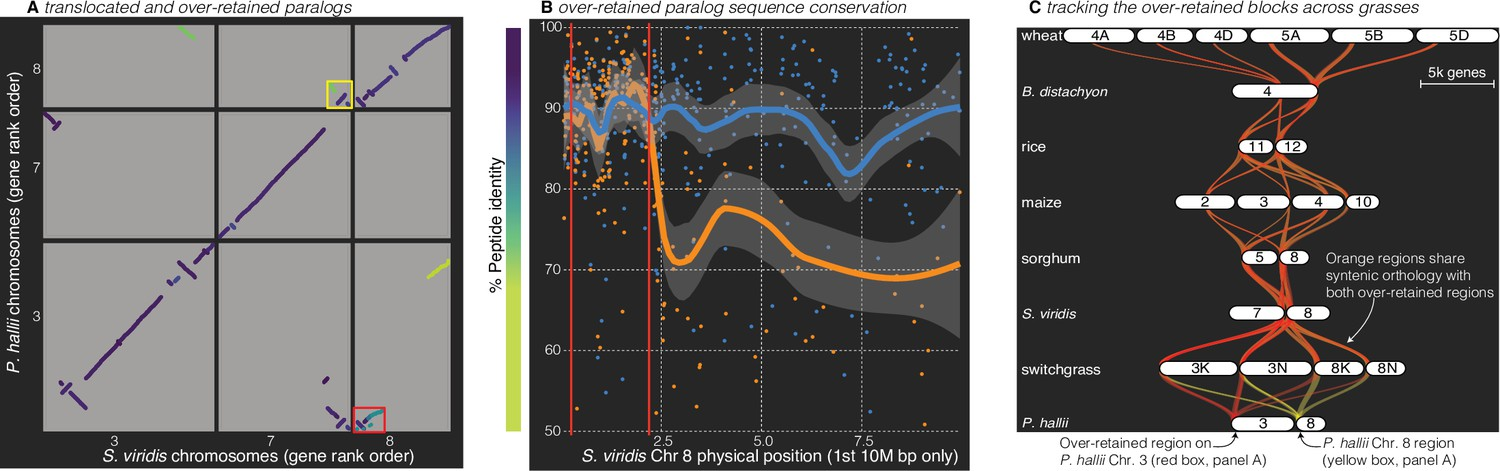 A translocated and over-retained paralogs
P. hallii chromosomes (gene rank order)
8
7
3
3 7 8
S. viridis chromosomes (gene rank order)
% Peptide identity
B over-retained paralog sequence conservation
100
90
80
70
60
50
2.5 5.0 7.5
S. viridis Chr 8 physical position (1st 10M bp only)
C tracking the over-retained blocks across grasses
wheat 4A 4B 4D 5A 5B 5D
5k genes
B. distachyon 4
rice 11 12
maize 2 3 4 10
sorghum 5 8
Orange regions share
syntenic orthology with
both over-retained regions
S. viridis 7 8
switchgrass 3K 3N 8K 8N
P. hallii 3 8
Over-retained region on
P. hallii Chr. 3 (red box, panel A)
P. hallii Chr. 8 region
(yellow box, panel A)